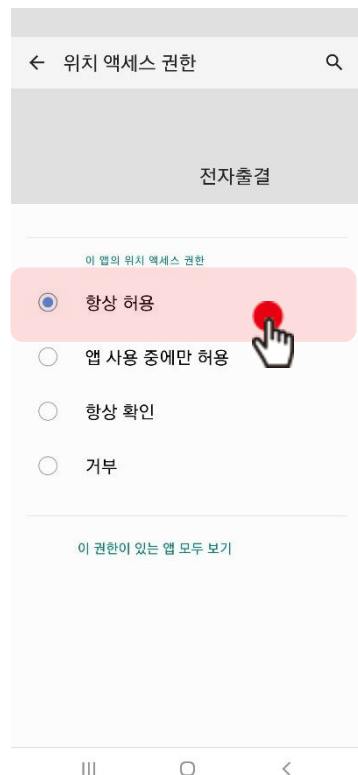 위치 액세스 권한
전자출결
이 앱의 위치 액세스 권한
항상 허용
앱 사용 중에만 허용
항상 확인
거부
이 권한이 있는 앱 모두 보기